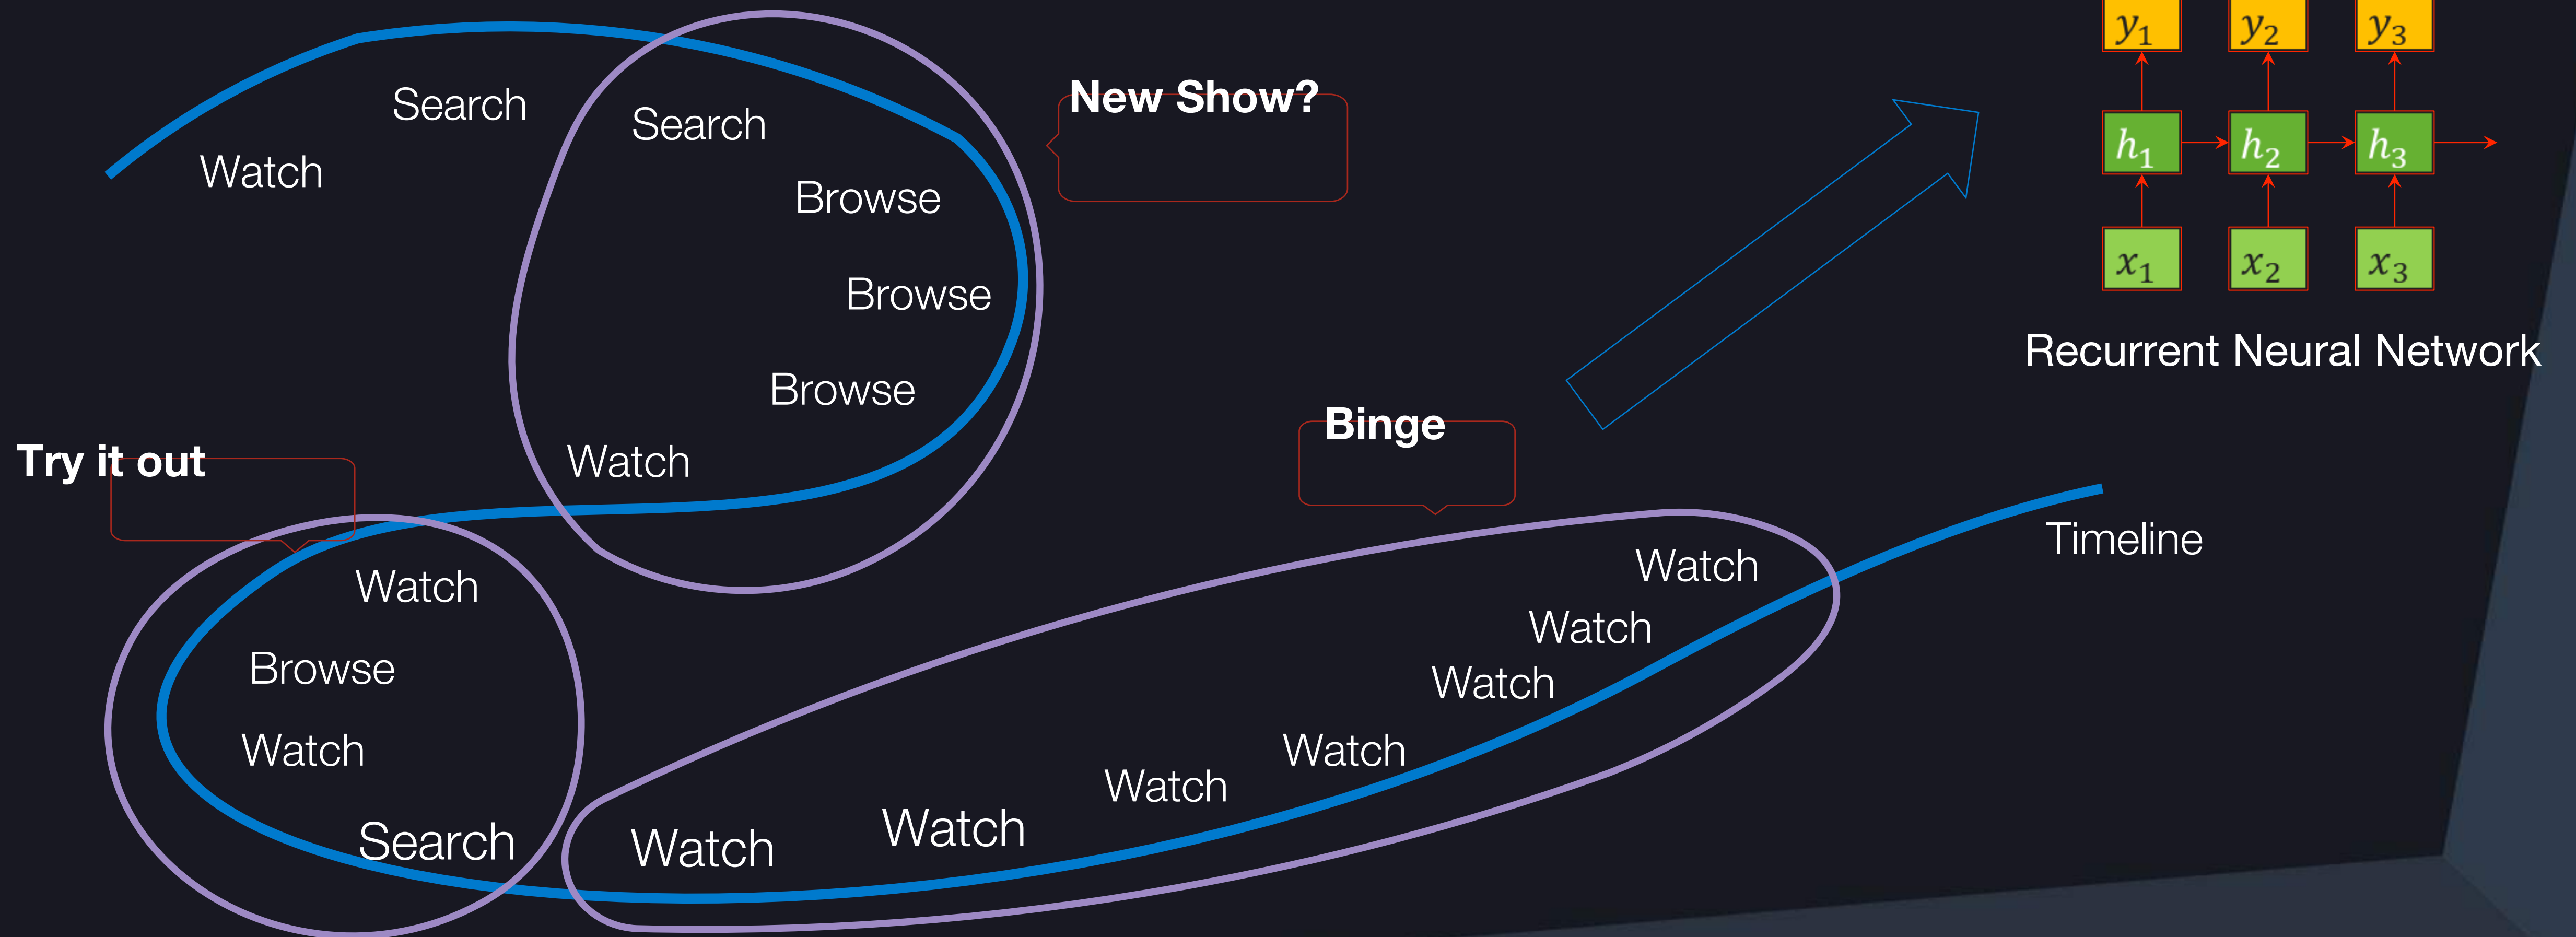 Watch
Search
Search
Browse
Browse
Browse
Watch
New Show?
Try it out
Watch
Browse
Watch
Search
Binge
Watch
Watch
Watch
Watch
Watch
Watch
Watch
Timeline
y₁ y₂ y₃
h₁ h₂ h₃
x₁ x₂ x₃
Recurrent Neural Network